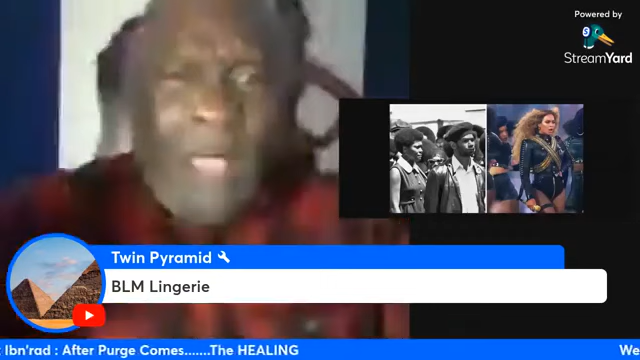 Powered by
StreamYard
Twin Pyramid
BLM Lingerie
Ibn'rad : After Purge Comes.......The HEALING
We